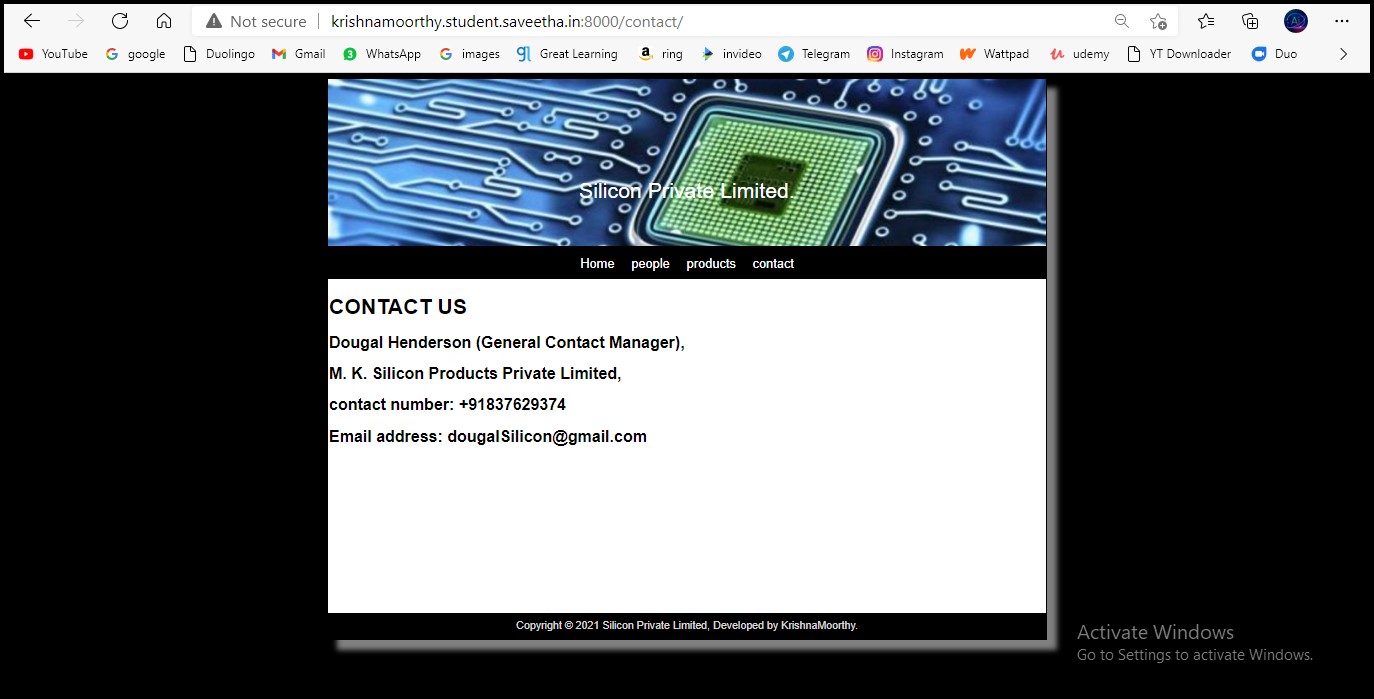 Not secure | krishnamoorthy.student.saveetha.in:8000/contact/
YouTube google Duolingo Gmail WhatsApp images Great Learning ring invideo Telegram Instagram Wattpad udemy YT Downloader Duo
Silicon Private Limited.
Home people products contact
CONTACT US
Dougal Henderson (General Contact Manager),
M. K. Silicon Products Private Limited,
contact number: +91837629374
Email address: dougalSilicon@gmail.com
Copyright © 2021 Silicon Private Limited, Developed by KrishnaMoorthy.
Activate Windows
Go to Settings to activate Windows.